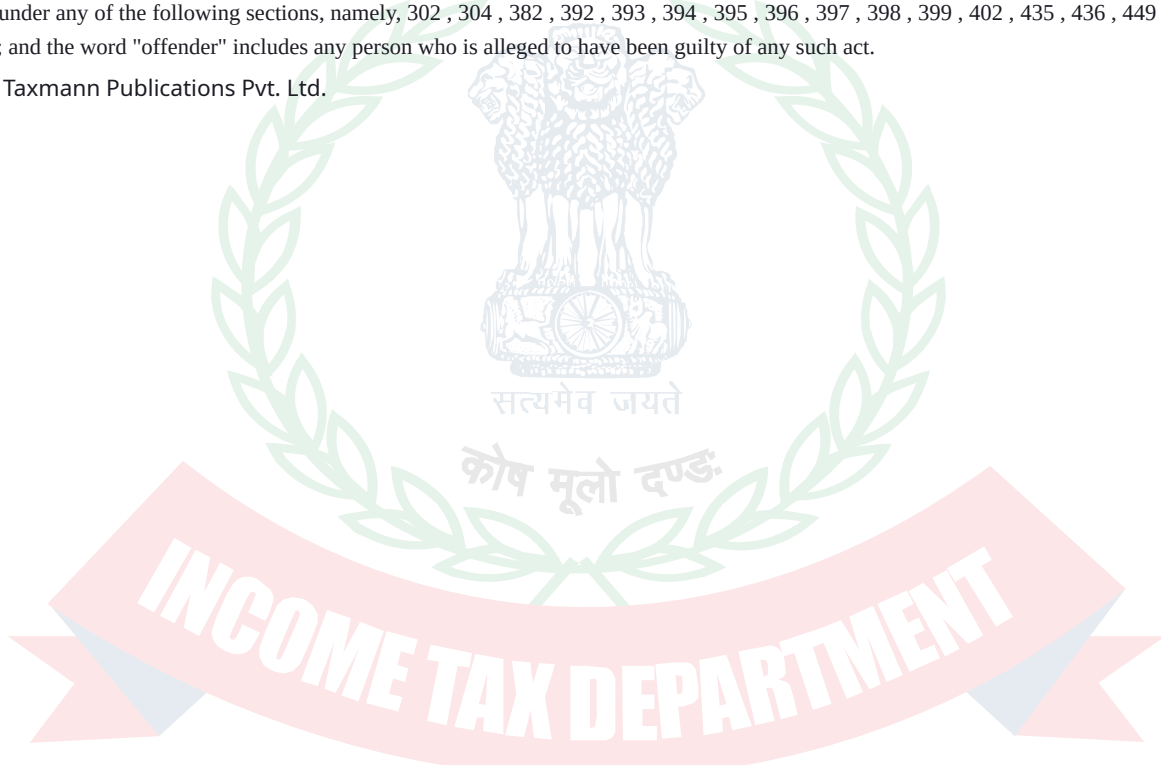 under any of the following sections, namely, 302 , 304 , 382 , 392 , 393 , 394 , 395 , 396 , 397 , 398 , 399 , 402 , 435 , 436 , 449
; and the word "offender" includes any person who is alleged to have been guilty of any such act.
Taxmann Publications Pvt. Ltd.
सत्यमेव जयते
कोष मूलो दण्डः
INCOME TAX DEPARTMENT